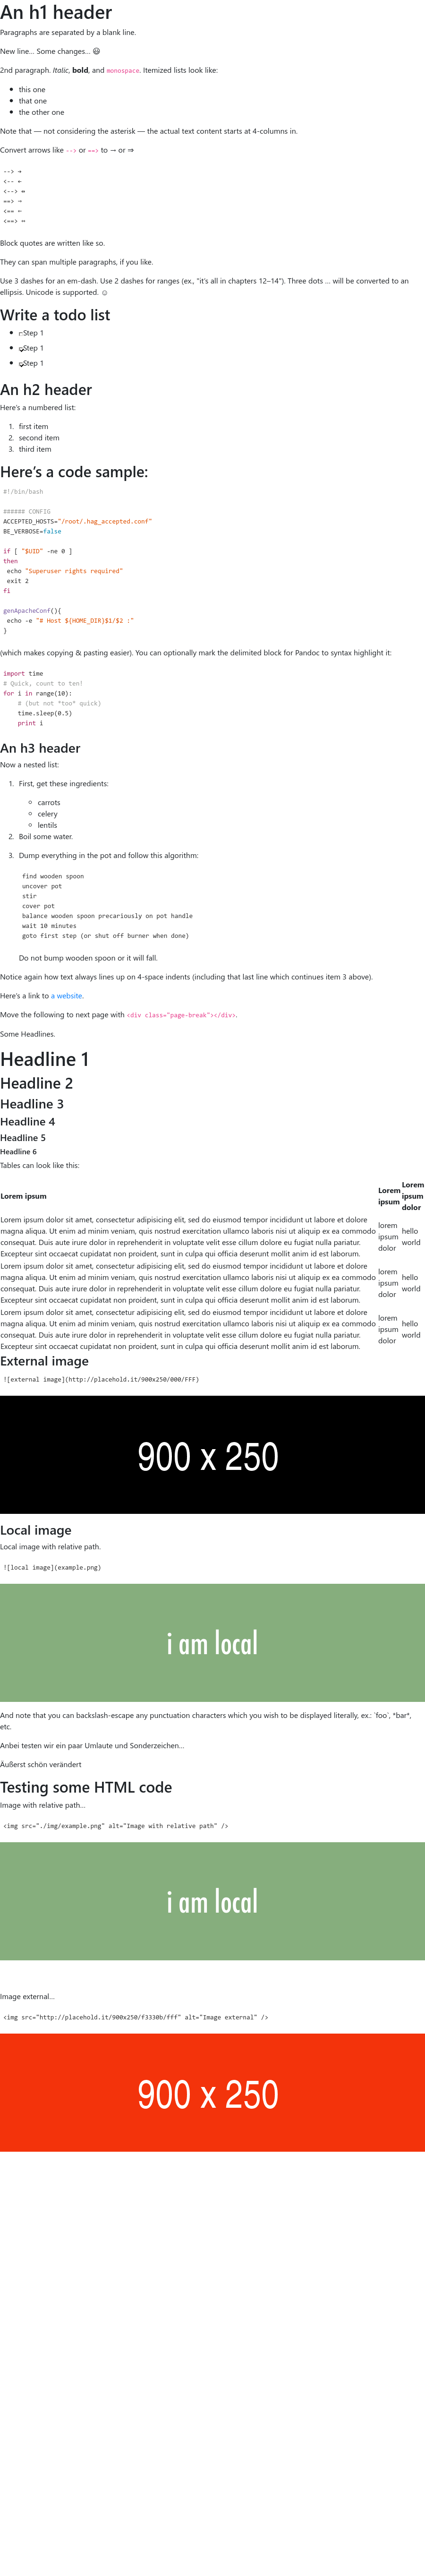 An h1 header
Paragraphs are separated by a blank line.
New line… Some changes… 😃
2nd paragraph. Italic, bold, and monospace. Itemized lists look like:
this one
that one
the other one
Note that — not considering the asterisk — the actual text content starts at 4-columns in.
Convert arrows like --> or ==> to → or ⇒
--> →
<-- ←
<--> ↔
==> ⇒
<== ⇐
<==> ⇔
Block quotes are written like so.
They can span multiple paragraphs, if you like.
Use 3 dashes for an em-dash. Use 2 dashes for ranges (ex., “it’s all in chapters 12–14”). Three dots … will be converted to an
ellipsis. Unicode is supported. ☺
Write a todo list
Step 1
Step 1
Step 1
An h2 header
Here’s a numbered list:
1. first item
2. second item
3. third item
Here’s a code sample:
#!/bin/bash
###### CONFIG
ACCEPTED_HOSTS="/root/.hag_accepted.conf"
BE_VERBOSE=false
if [ "$UID" -ne 0 ]
then
echo "Superuser rights required"
exit 2
fi
genApacheConf(){
echo -e "# Host ${HOME_DIR}$1/$2 :"
}
(which makes copying & pasting easier). You can optionally mark the delimited block for Pandoc to syntax highlight it:
import time
# Quick, count to ten!
for i in range(10):
# (but not *too* quick)
time.sleep(0.5)
print i
An h3 header
Now a nested list:
1. First, get these ingredients:
carrots
celery
lentils
2. Boil some water.
3. Dump everything in the pot and follow this algorithm:
find wooden spoon
uncover pot
stir
cover pot
balance wooden spoon precariously on pot handle
wait 10 minutes
goto first step (or shut off burner when done)
Do not bump wooden spoon or it will fall.
Notice again how text always lines up on 4-space indents (including that last line which continues item 3 above).
Here’s a link to a website.
Move the following to next page with <div class="page-break"></div>.
Some Headlines.
Headline 1
Headline 2
Headline 3
Headline 4
Headline 5
Headline 6
Tables can look like this:
Lorem ipsum
Lorem
ipsum
Lorem
ipsum
dolor
Lorem ipsum dolor sit amet, consectetur adipisicing elit, sed do eiusmod tempor incididunt ut labore et dolore
magna aliqua. Ut enim ad minim veniam, quis nostrud exercitation ullamco laboris nisi ut aliquip ex ea commodo
consequat. Duis aute irure dolor in reprehenderit in voluptate velit esse cillum dolore eu fugiat nulla pariatur.
Excepteur sint occaecat cupidatat non proident, sunt in culpa qui officia deserunt mollit anim id est laborum.
lorem
ipsum
dolor
hello
world
Lorem ipsum dolor sit amet, consectetur adipisicing elit, sed do eiusmod tempor incididunt ut labore et dolore
magna aliqua. Ut enim ad minim veniam, quis nostrud exercitation ullamco laboris nisi ut aliquip ex ea commodo
consequat. Duis aute irure dolor in reprehenderit in voluptate velit esse cillum dolore eu fugiat nulla pariatur.
Excepteur sint occaecat cupidatat non proident, sunt in culpa qui officia deserunt mollit anim id est laborum.
lorem
ipsum
dolor
hello
world
Lorem ipsum dolor sit amet, consectetur adipisicing elit, sed do eiusmod tempor incididunt ut labore et dolore
magna aliqua. Ut enim ad minim veniam, quis nostrud exercitation ullamco laboris nisi ut aliquip ex ea commodo
consequat. Duis aute irure dolor in reprehenderit in voluptate velit esse cillum dolore eu fugiat nulla pariatur.
Excepteur sint occaecat cupidatat non proident, sunt in culpa qui officia deserunt mollit anim id est laborum.
lorem
ipsum
dolor
hello
world
External image
![external image](http://placehold.it/900x250/000/FFF)
900 x 250
Local image
Local image with relative path.
![local image](example.png)
i am local
And note that you can backslash-escape any punctuation characters which you wish to be displayed literally, ex.: `foo`, *bar*,
etc.
Anbei testen wir ein paar Umlaute und Sonderzeichen…
Äußerst schön verändert
Testing some HTML code
Image with relative path…
<img src="./img/example.png" alt="Image with relative path" />
i am local
Image external…
<img src="http://placehold.it/900x250/f3330b/fff" alt="Image external" />
900 x 250